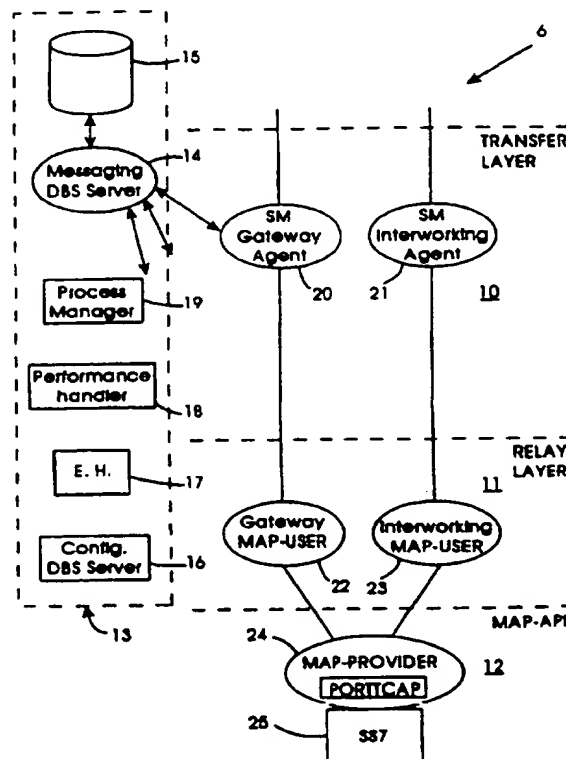 6
15
TRANSFER
LAYER
14
Messaging
DBS Server
SM
Gateway
Agent
SM
Interworking
Agent
20
21
10
Process
Manager
19
Performance
handler
18
RELAY
LAYER
E. H.
17
11
Gateway
MAP-USER
Interworking
MAP-USER
Config.
DBS Server
16
22
23
MAP-API
13
24
MAP-PROVIDER
12
PORTTCAP
25
SS7